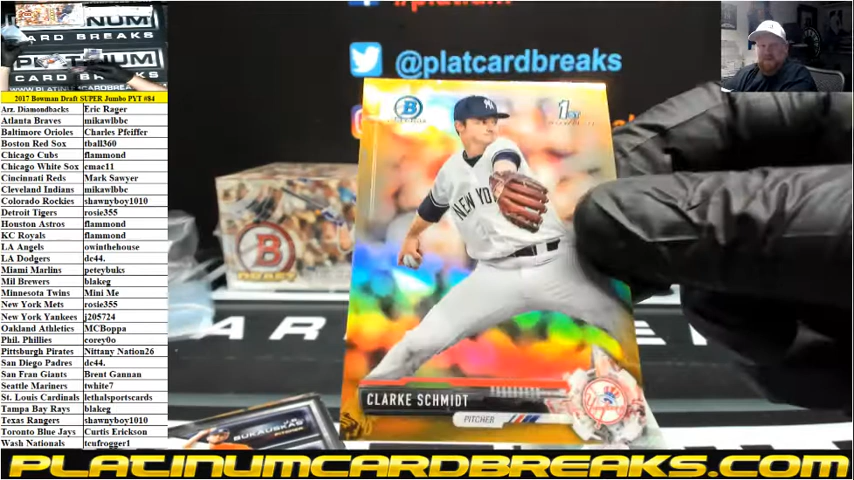 PLATINUM
CARD BREAKS
PLATINUM
CARD BREAKS
@platcardbreaks
2017 Bowman Draft SUPER Jumbo PYT #84
Arz. Diamondbacks Eric Rager
Atlanta Braves mikawlbbc
Baltimore Orioles Charles Pfeiffer
Boston Red Sox tball360
Chicago Cubs flammond
Chicago White Sox cmac11
Cincinnati Reds Mark Sawyer
Cleveland Indians mikawlbbc
Colorado Rockies shawnyboy1010
Detroit Tigers rosie355
Houston Astros flammond
KC Royals flammond
LA Angels owinthehouse
LA Dodgers dc44.
Miami Marlins peteybuks
Mil Brewers blakeg
Minnesota Twins Mini Me
New York Mets rosie355
New York Yankees j205724
Oakland Athletics MCBoppa
Phil. Phillies corey0o
Pittsburgh Pirates Nittany Nation26
San Diego Padres dc44.
San Fran Giants Brent Gannan
Seattle Mariners twhite7
St. Louis Cardinals lethalsportscards
Tampa Bay Rays blakeg
Texas Rangers shawnyboy1010
Toronto Blue Jays Curtis Erickson
Wash Nationals tcufrogger1
B
1ST
NEW YO
B
DRAFT
CLARKE SCHMIDT
PITCHER
BUKAUSKAS
PLATINUMCARDBREAKS.COM